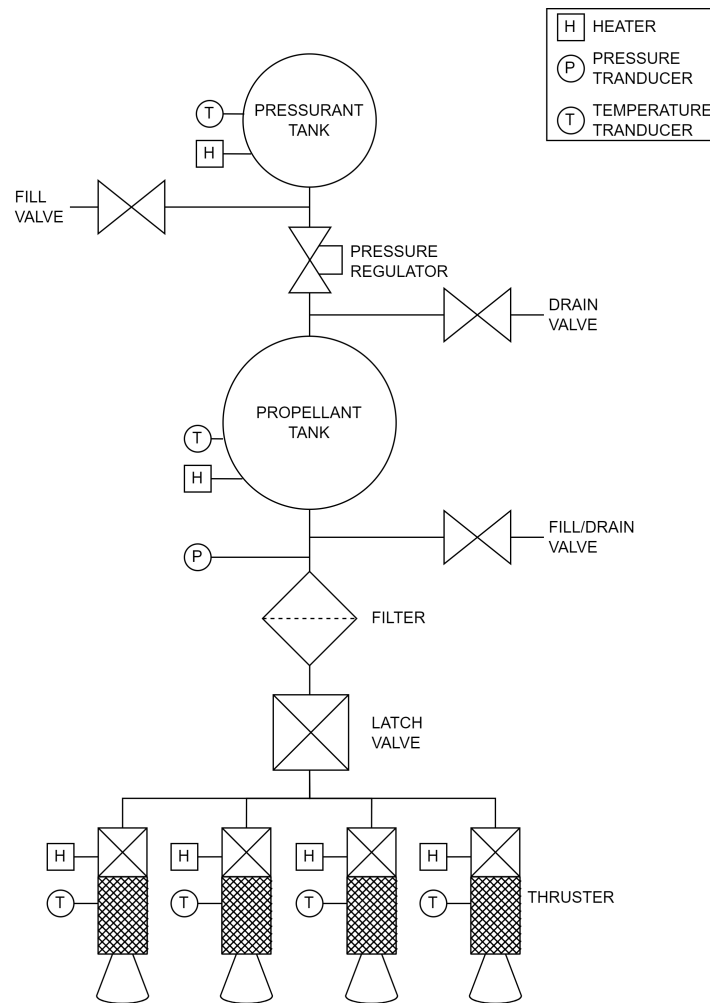 H HEATER
P PRESSURE
TRANDUCER
T TEMPERATURE
TRANDUCER
T
PRESSURANT
TANK
H
FILL
VALVE
PRESSURE
REGULATOR
DRAIN
VALVE
PROPELLANT
TANK
T
H
FILL/DRAIN
VALVE
P
FILTER
LATCH
VALVE
H H H H
T T T T
THRUSTER